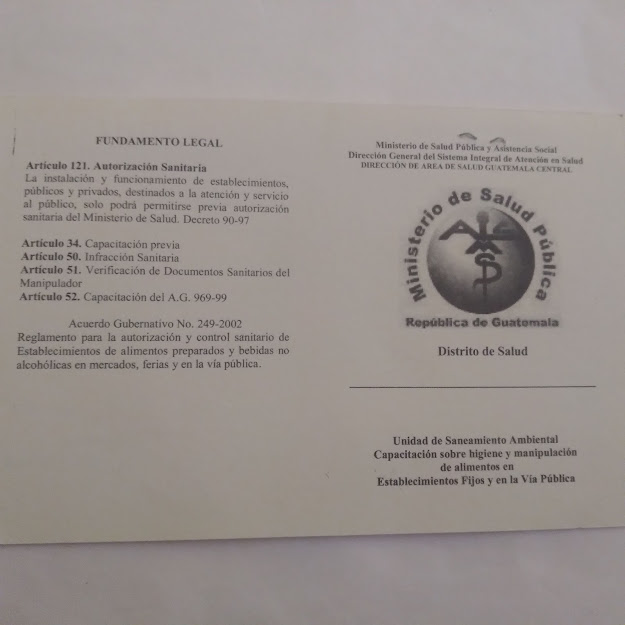 FUNDAMENTO LEGAL
Artículo 121. Autorización Sanitaria
La instalación y funcionamiento de establecimientos,
públicos y privados, destinados a la atención y servicio
al público, solo podrá permitirse previa autorización
sanitaria del Ministerio de Salud. Decreto 90-97
Artículo 34. Capacitación previa
Artículo 50. Infracción Sanitaria
Artículo 51. Verificación de Documentos Sanitarios del
Manipulador
Artículo 52. Capacitación del A.G. 969-99
Acuerdo Gubernativo No. 249-2002
Reglamento para la autorización y control sanitario de
Establecimientos de alimentos preparados y bebidas no
alcohólicas en mercados, ferias y en la vía pública.
Ministerio de Salud Pública y Asistencia Social
Dirección General del Sistema Integral de Atención en Salud
DIRECCIÓN DE AREA DE SALUD GUATEMALA CENTRAL
Ministerio de Salud Pública
República de Guatemala
Distrito de Salud
Unidad de Saneamiento Ambiental
Capacitación sobre higiene y manipulación
de alimentos en
Establecimientos Fijos y en la Vía Pública